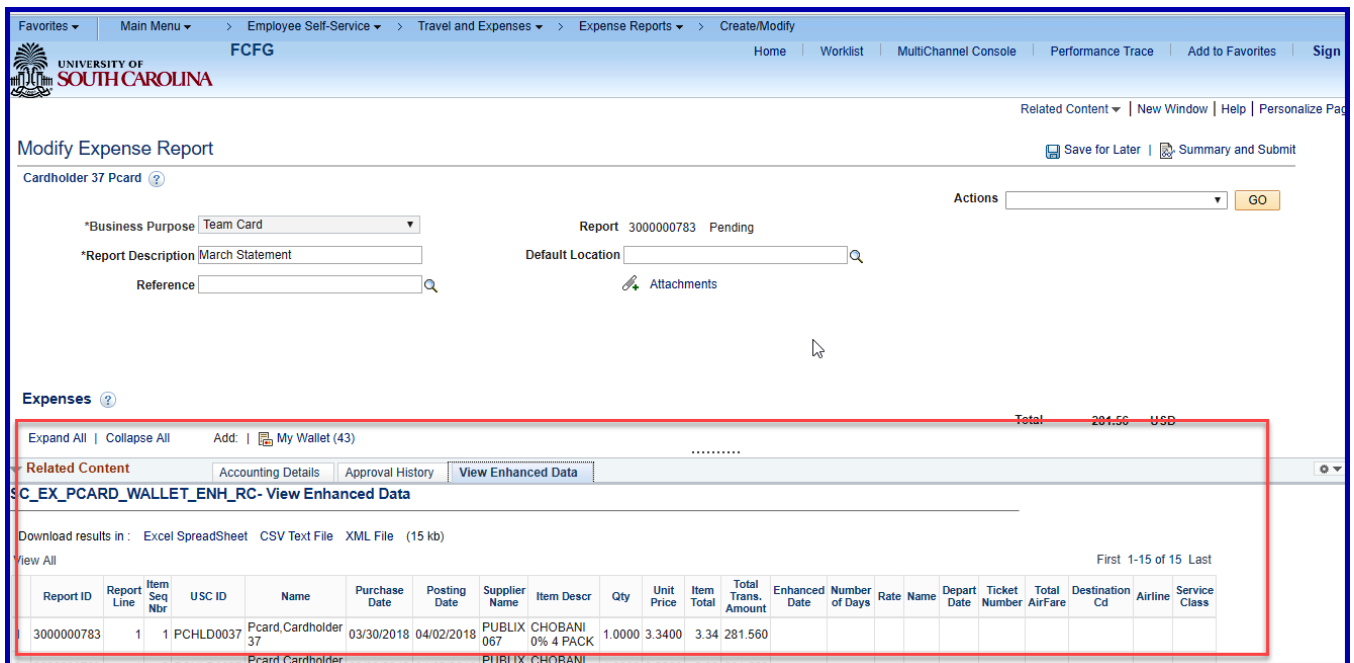 Favorites Main Menu > Employee Self-Service > Travel and Expenses > Expense Reports > Create/Modify
FCFG
Home Worklist MultiChannel Console Performance Trace Add to Favorites Sign
UNIVERSITY OF
SOUTH CAROLINA
Related Content | New Window | Help | Personalize Pag
Modify Expense Report
Save for Later | Summary and Submit
Cardholder 37 Pcard ?
Actions GO
*Business Purpose Team Card Report 3000000783 Pending
*Report Description March Statement Default Location
Reference Attachments
Expenses ?
Total 281.56 USD
Expand All | Collapse All Add: | My Wallet (43)
Related Content Accounting Details Approval History View Enhanced Data
SC_EX_PCARD_WALLET_ENH_RC- View Enhanced Data
Download results in : Excel SpreadSheet CSV Text File XML File (15 kb)
View All First 1-15 of 15 Last
Report ID Report Line Item Seq Nbr USC ID Name Purchase Date Posting Date Supplier Name Item Descr Qty Unit Price Item Total Total Trans. Amount Enhanced Date Number of Days Rate Name Depart Date Ticket Number Total AirFare Destination Cd Airline Service Class
1 3000000783 1 1 PCHLD0037 Pcard,Cardholder 37 03/30/2018 04/02/2018 PUBLIX 067 CHOBANI 0% 4 PACK 1.0000 3.3400 3.34 281.560
Pcard,Cardholder PUBLIX CHOBANI